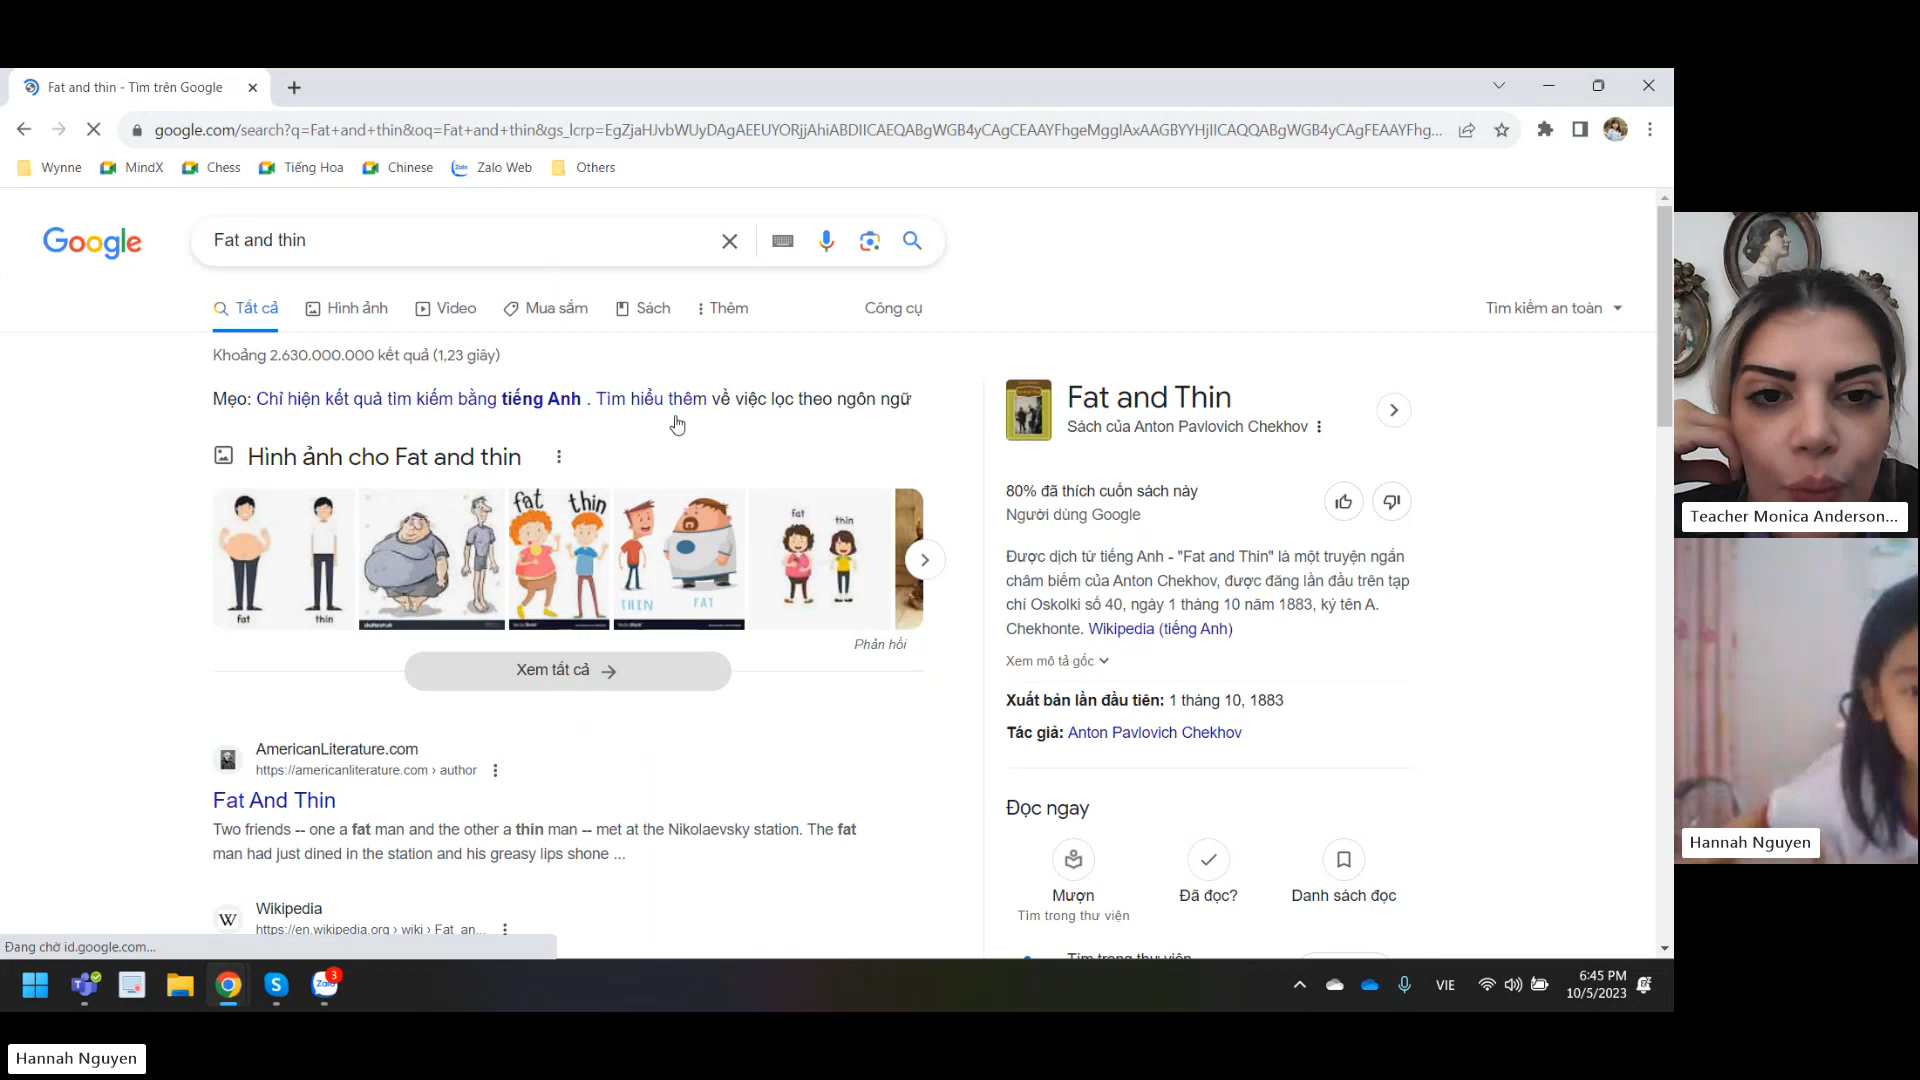 Fat and thin - Tìm trên Google
google.com/search?q=Fat+and+thin&oq=Fat+and+thin&gs_lcrp=EgZjaHJvbWUyDAgAEEUYORjjAhiABDIICAEQABgWGB4yCAgCEAAYFhgeMggIAxAAGBYYHjIICAQQABgWGB4yCAgFEAAYFhg...
Wynne MindX Chess Tiếng Hoa Chinese Zalo Web Others
Google
Fat and thin
Tất cả Hình ảnh Video Mua sắm Sách Thêm Công cụ Tìm kiếm an toàn
Khoảng 2.630.000.000 kết quả (1,23 giây)
Mẹo: Chỉ hiện kết quả tìm kiếm bằng tiếng Anh . Tìm hiểu thêm về việc lọc theo ngôn ngữ
Hình ảnh cho Fat and thin
fat thin
fat thin
THIN FAT
fat thin
Phản hồi
Xem tất cả
AmericanLiterature.com
https://americanliterature.com › author
Fat And Thin
Two friends -- one a fat man and the other a thin man -- met at the Nikolaevsky station. The fat
man had just dined in the station and his greasy lips shone ...
Wikipedia
https://en.wikipedia.org › wiki › Fat_an...
Đang chờ id.google.com...
Fat and Thin
Sách của Anton Pavlovich Chekhov
80% đã thích cuốn sách này
Người dùng Google
Được dịch từ tiếng Anh - "Fat and Thin" là một truyện ngắn
châm biếm của Anton Chekhov, được đăng lần đầu trên tạp
chí Oskolki số 40, ngày 1 tháng 10 năm 1883, ký tên A.
Chekhonte. Wikipedia (tiếng Anh)
Xem mô tả gốc
Xuất bản lần đầu tiên: 1 tháng 10, 1883
Tác giả: Anton Pavlovich Chekhov
Đọc ngay
Mượn Đã đọc? Danh sách đọc
Tìm trong thư viện
Tìm trong thư viện
Teacher Monica Anderson...
Hannah Nguyen
Zalo 3
VIE
6:45 PM
10/5/2023
Hannah Nguyen